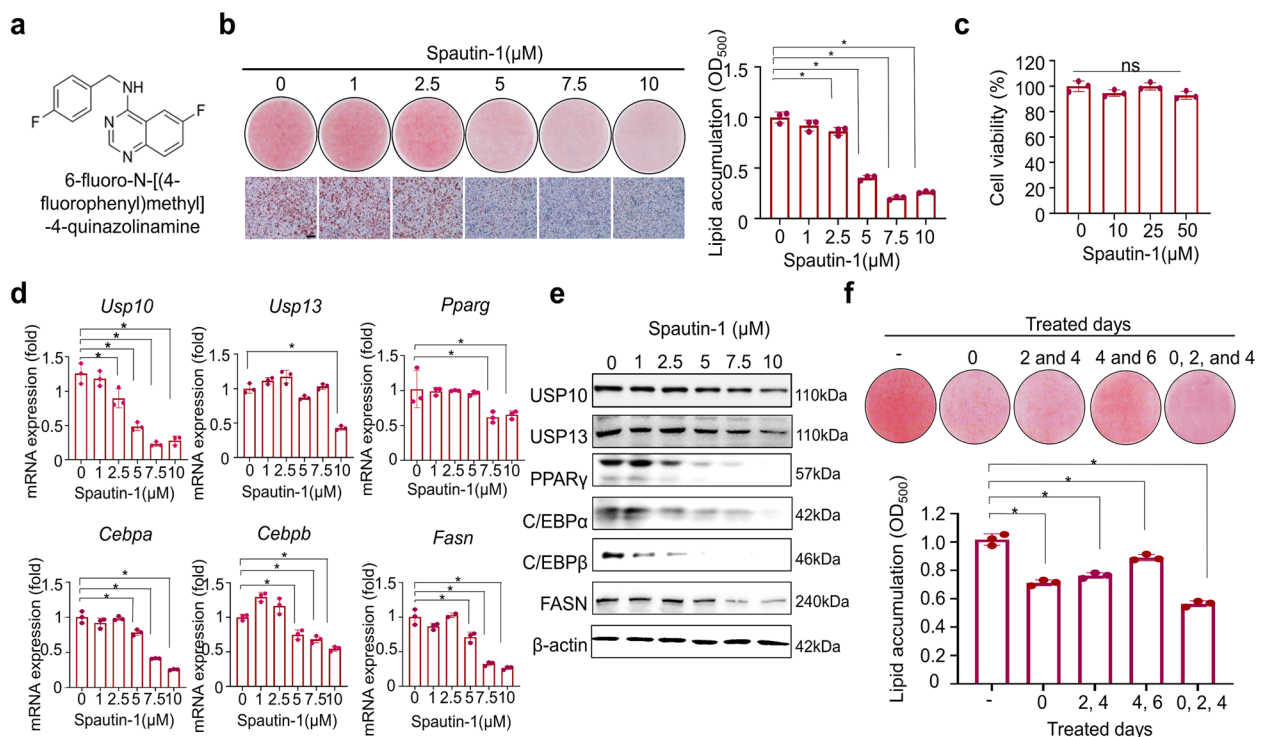 a
F
NH
F
N
N
6-fluoro-N-[(4-
fluorophenyl)methyl]
-4-quinazolinamine
b
Spautin-1(µM)
0 1 2.5 5 7.5 10
Lipid accumulation (OD500)
1.5
1.0
0.5
0
* * * *
0 1 2.5 5 7.5 10
Spautin-1(µM)
c
Cell viability (%)
120
100
80
60
40
20
0
ns
0 10 25 50
Spautin-1(µM)
d
Usp10
mRNA expression (fold)
1.5
1
0.5
0
* * * *
0 1 2.5 5 7.5 10
Spautin-1(µM)
Usp13
mRNA expression (fold)
1.5
1.0
0.5
0
*
0 1 2.5 5 7.5 10
Spautin-1(µM)
Pparg
mRNA expression (fold)
1.5
1
0.5
0
* *
0 1 2.5 5 7.5 10
Spautin-1(µM)
Cebpa
mRNA expression (fold)
1.5
1
0.5
0
* * *
0 1 2.5 5 7.5 10
Spautin-1(µM)
Cebpb
mRNA expression (fold)
1.5
1
0.5
0
* * *
0 1 2.5 5 7.5 10
Spautin-1(µM)
Fasn
mRNA expression (fold)
1.5
1
0.5
0
* * *
0 1 2.5 5 7.5 10
Spautin-1(µM)
e
Spautin-1 (µM)
0 1 2.5 5 7.5 10
USP10 110kDa
USP13 110kDa
PPARγ 57kDa
C/EBPα 42kDa
C/EBPβ 46kDa
FASN 240kDa
β-actin 42kDa
f
Treated days
- 0 2 and 4 4 and 6 0, 2, and 4
Lipid accumulation (OD500)
1.2
1.0
0.8
0.6
0.4
0.2
0
* * * *
- 0 2, 4 4, 6 0, 2, 4
Treated days